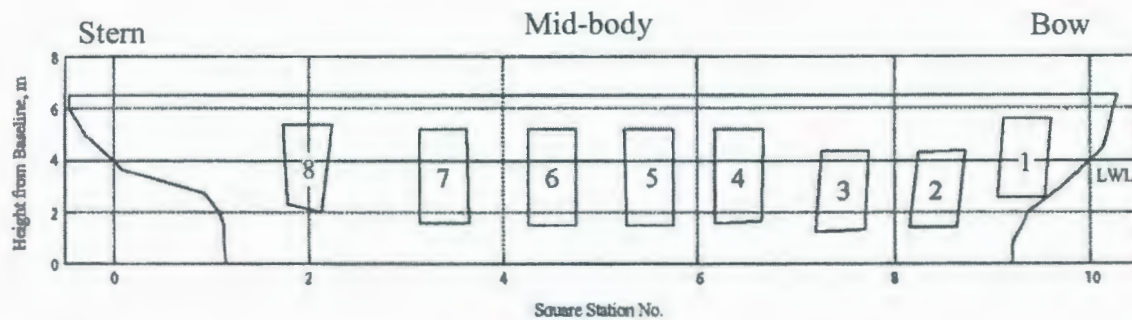 Stern Mid-body Bow
Height from Baseline, m
8
6
4
2
0
8 7 6 5 4 3 2 1
LWL
0 2 4 6 8 10
Square Station No.